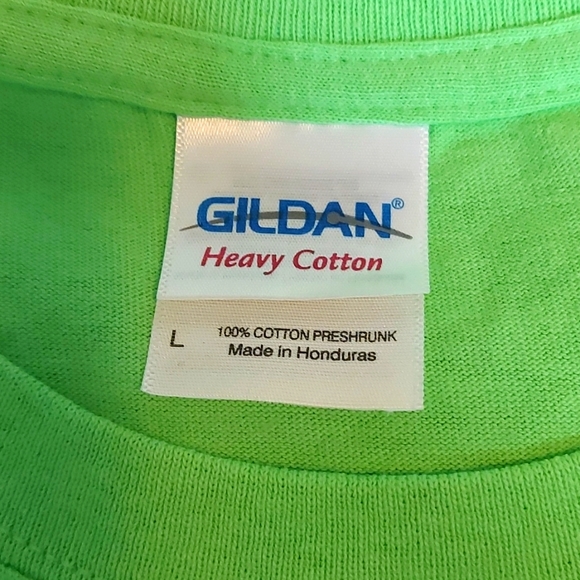 GILDAN®
Heavy Cotton
L 100% COTTON PRESHRUNK
Made in Honduras